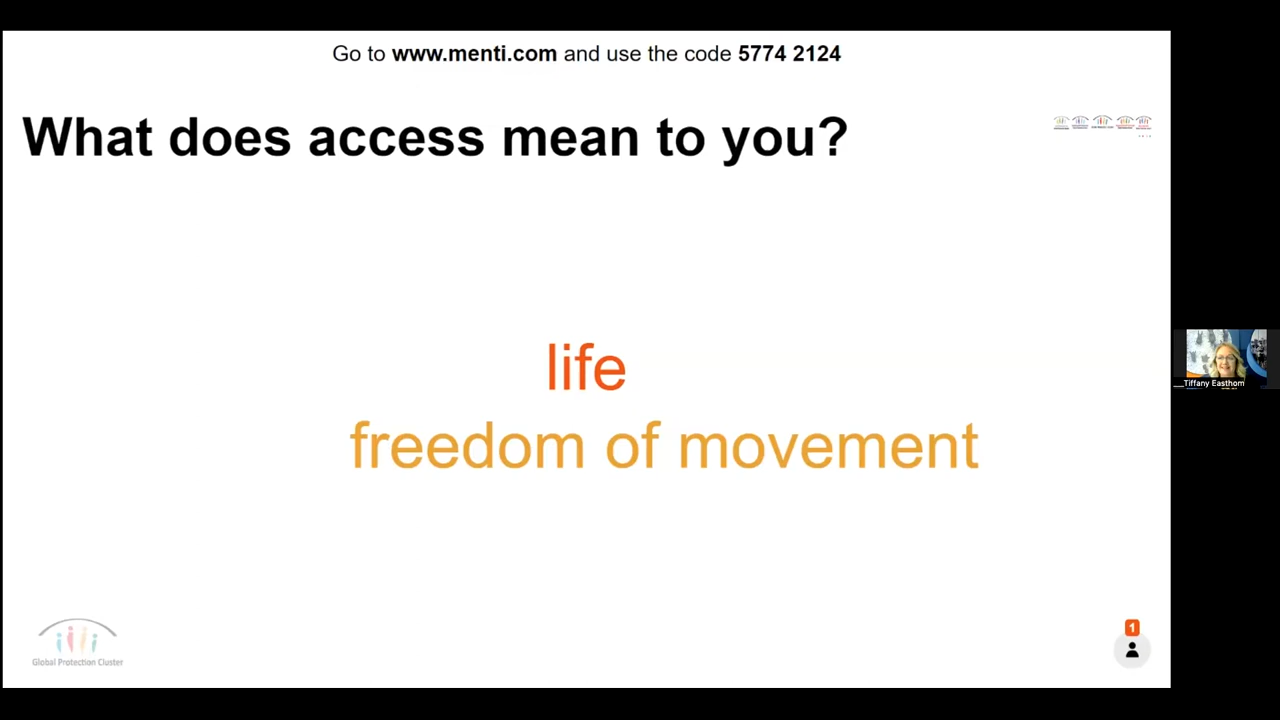 Go to www.menti.com and use the code 5774 2124
What does access mean to you?
life
freedom of movement
Tiffany Easthom
Global Protection Cluster
1